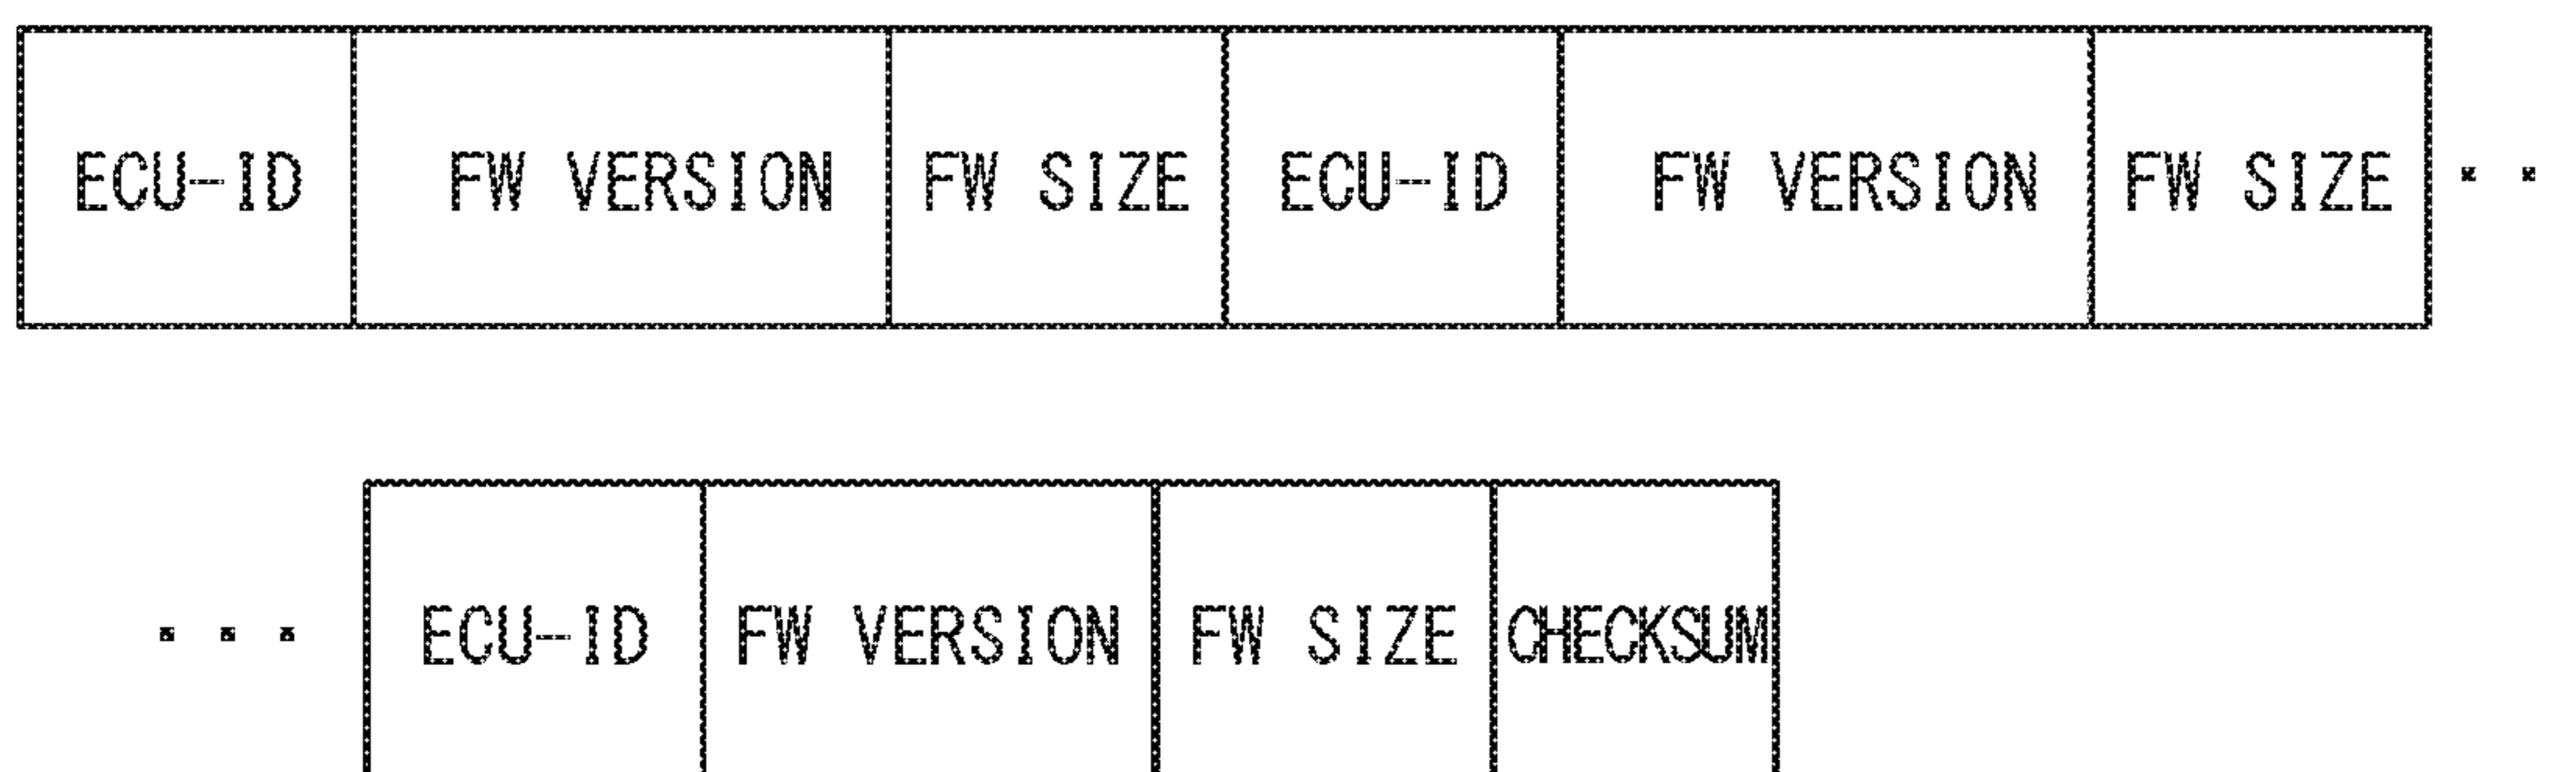 ECU-ID FW VERSION FW SIZE ECU-ID FW VERSION FW SIZE ··
··· ECU-ID FW VERSION FW SIZE CHECKSUM